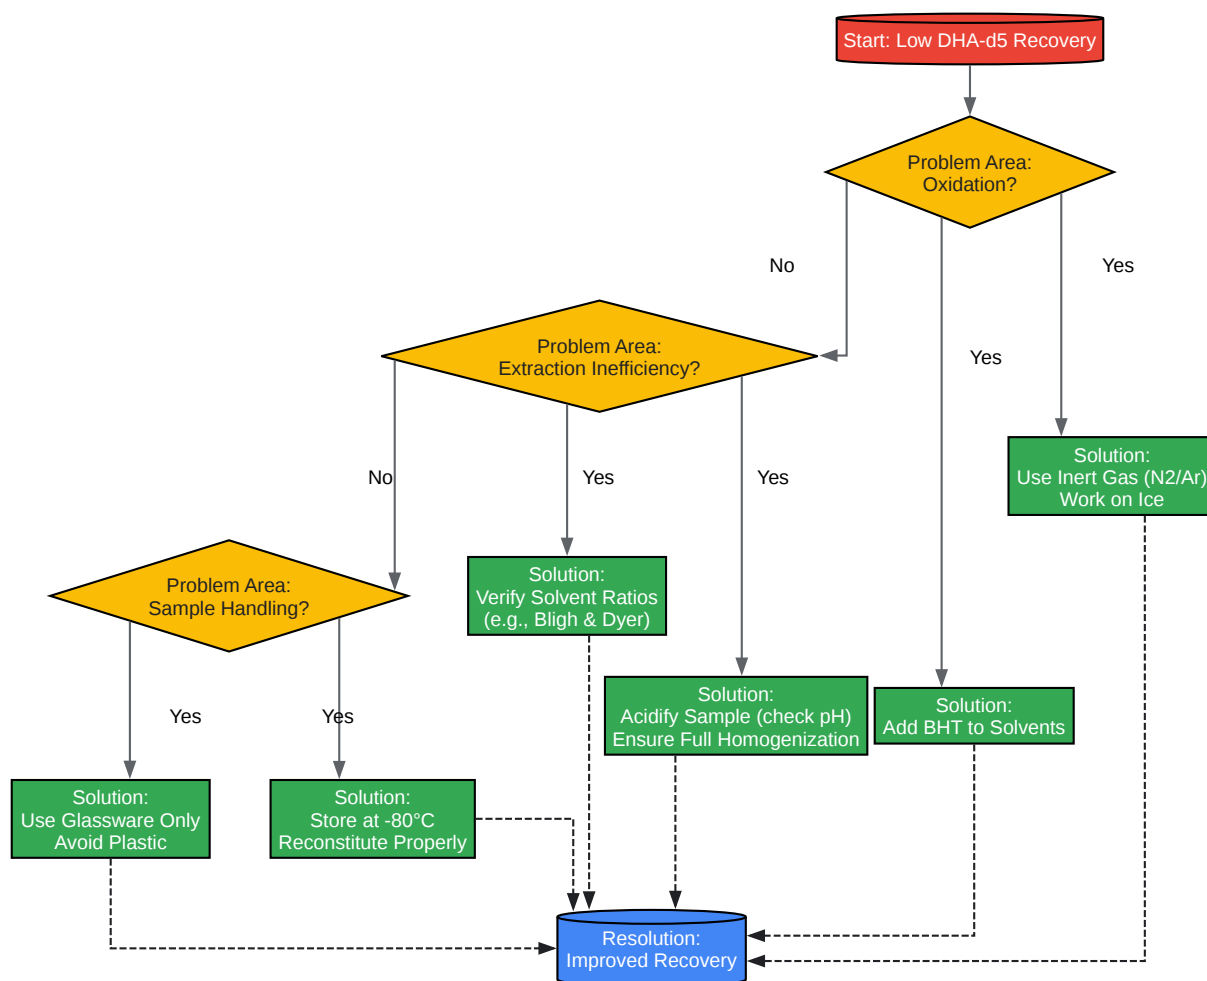 Start: Low DHA-d5 Recovery
Problem Area:
Oxidation?
No
Yes
Problem Area:
Extraction Inefficiency?
Yes
Solution:
Use Inert Gas (N2/Ar)
Work on Ice
No
Yes
Yes
Problem Area:
Sample Handling?
Solution:
Verify Solvent Ratios
(e.g., Bligh & Dyer)
Solution:
Acidify Sample (check pH)
Ensure Full Homogenization
Solution:
Add BHT to Solvents
Yes
Yes
Solution:
Use Glassware Only
Avoid Plastic
Solution:
Store at -80°C
Reconstitute Properly
Resolution:
Improved Recovery